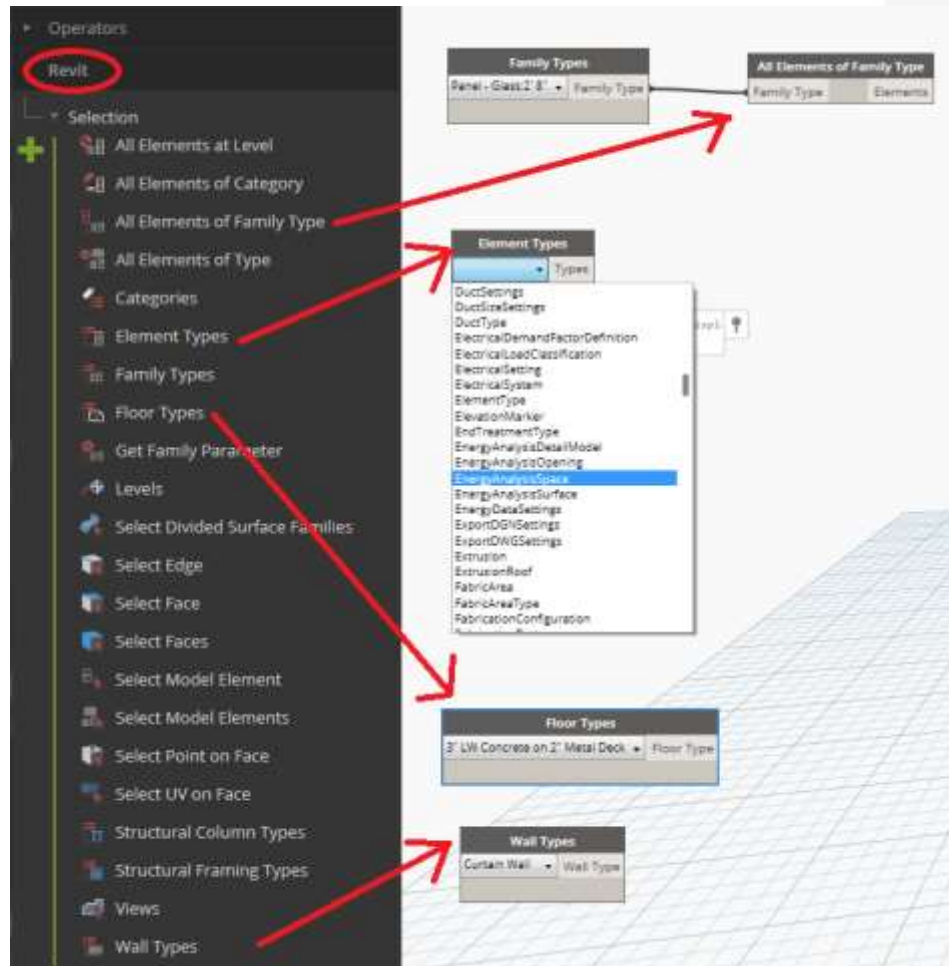 Operators
Revit
Selection
All Elements at Level
All Elements of Category
All Elements of Family Type
All Elements of Type
Categories
Element Types
Family Types
Floor Types
Get Family Parameter
Levels
Select Divided Surface Families
Select Edge
Select Face
Select Faces
Select Model Element
Select Model Elements
Select Point on Face
Select UV on Face
Structural Column Types
Structural Framing Types
Views
Wall Types
Family Types
Panel - Glass:2' 8" Family Type
All Elements of Family Type
Family Type Elements
Element Types
Types
DuctSettings
DuctSizeSettings
DuctType
ElectricalDemandFactorDefinition
ElectricalLoadClassification
ElectricalSetting
ElectricalSystem
ElementType
ElevationMarker
EndTreatmentType
EnergyAnalysisDetailModel
EnergyAnalysisOpening
EnergyAnalysisSpace
EnergyAnalysisSurface
EnergyDataSettings
ExportDGNSettings
ExportDWGSettings
Extrusion
ExtrusionRoof
FabricArea
FabricAreaType
FabricationConfiguration
Floor Types
3" LW Concrete on 2" Metal Deck Floor Type
Wall Types
Curtain Wall Wall Type